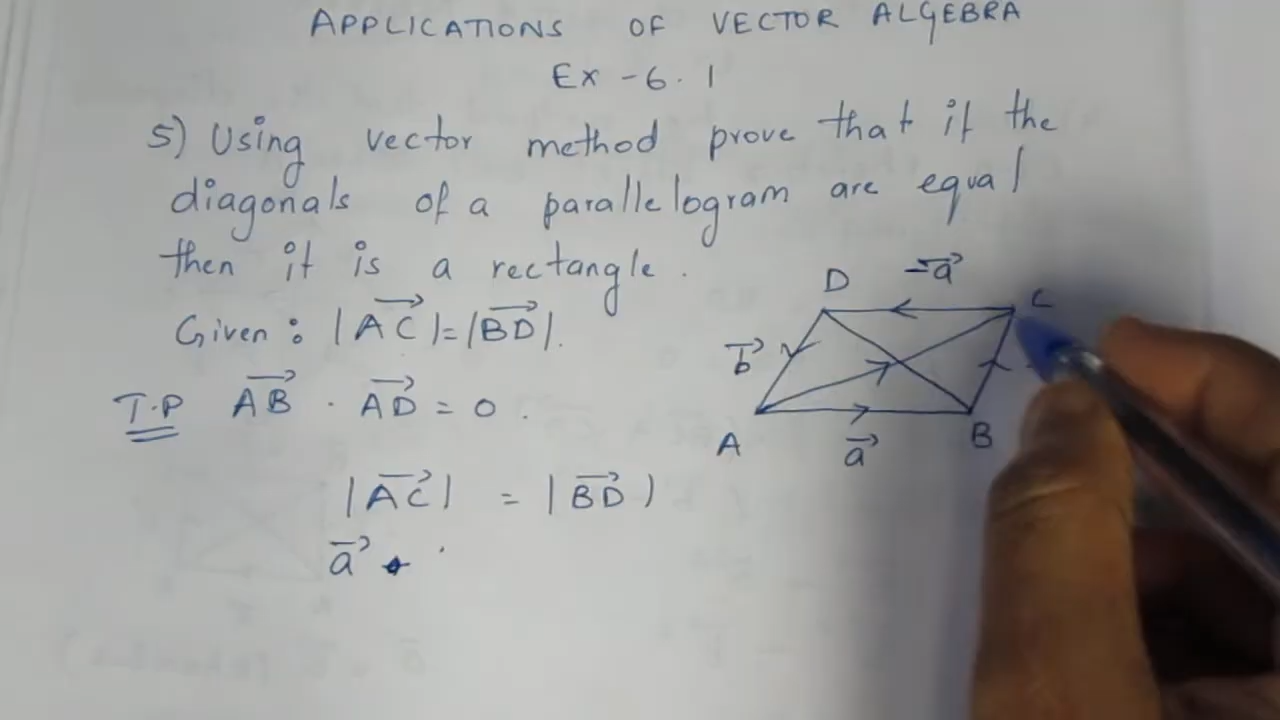 APPLICATIONS OF VECTOR ALGEBRA
Ex - 6.1
5) Using vector method prove that if the
diagonals of a parallelogram are equal
then it is a rectangle.
Given : |AC⃗| = |BD⃗|.
T.P AB⃗ . AD⃗ = 0.
|AC⃗| = |BD⃗|
a⃗
D -a⃗ C
b⃗
A a⃗ B